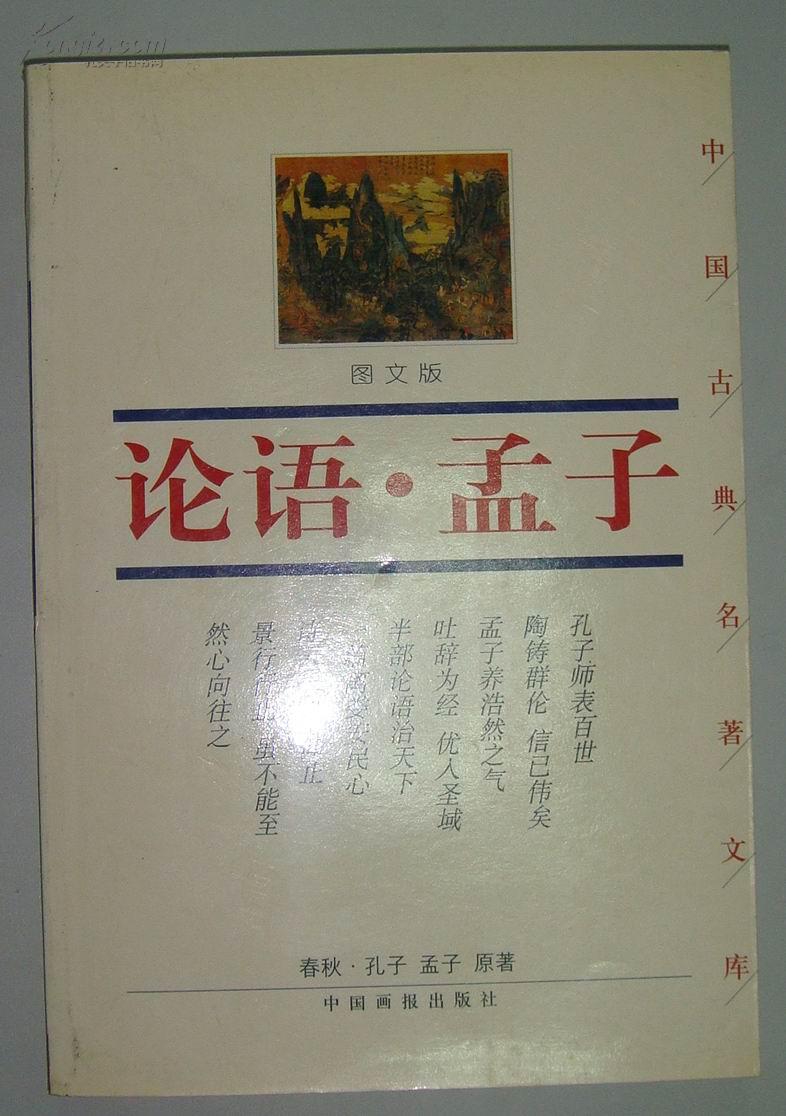 图文版
论语·孟子
孔子师表百世
陶铸群伦 信已伟矣
孟子养浩然之气
吐辞为经 优入圣域
半部论语治天下
民心
止
景行行止 虽不能至
然心向往之
春秋·孔子 孟子 原著
中国画报出版社
中国古典名著文库